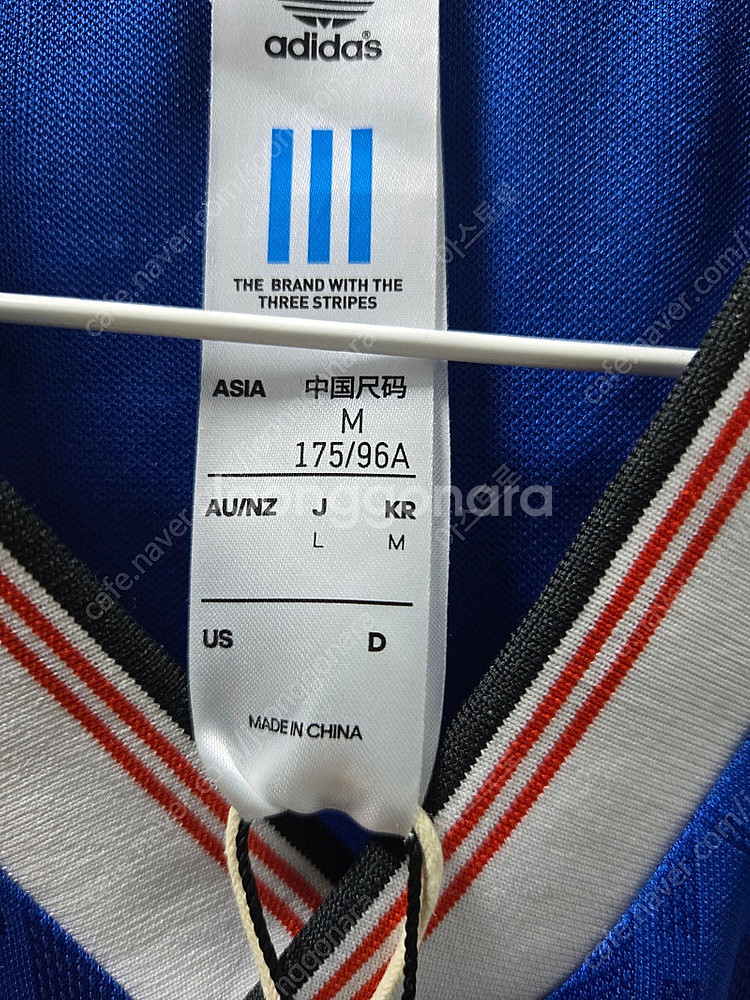 adidas®
THE BRAND WITH THE
THREE STRIPES
ASIA 中国尺码
M
175/96A
AU/NZ J KR
L M
US D
MADE IN CHINA
joonggonara
cafe.naver.com/joonggonara